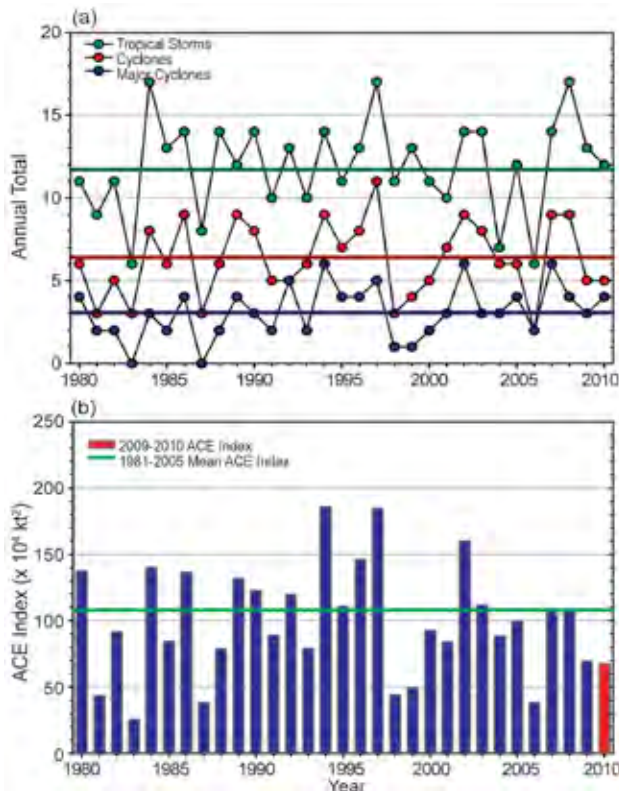 (a)
20
15
10
5
0
Tropical Storms
Cyclones
Major Cyclones
Annual Total
1980 1985 1990 1995 2000 2005 2010
(b)
250
200
150
100
50
0
2009-2010 ACE Index
1981-2005 Mean ACE Index
ACE Index (x 10⁴ kt²)
1980 1985 1990 1995 2000 2005 2010
Year